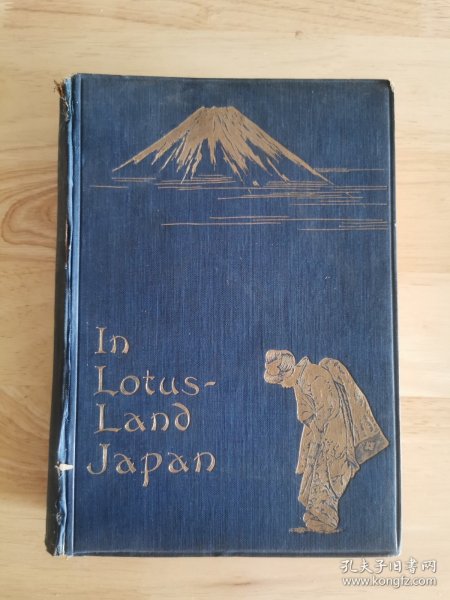 In
Lotus-
Land
Japan
孔夫子旧书网
www.kongfz.com